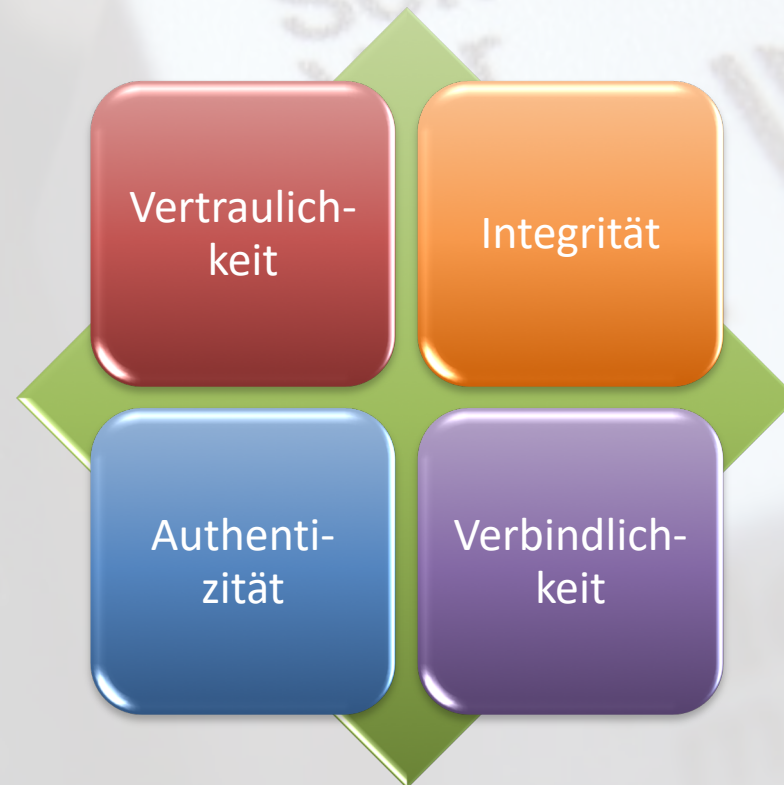 Vertraulich-
keit
Integrität
Authenti-
zität
Verbindlich-
keit